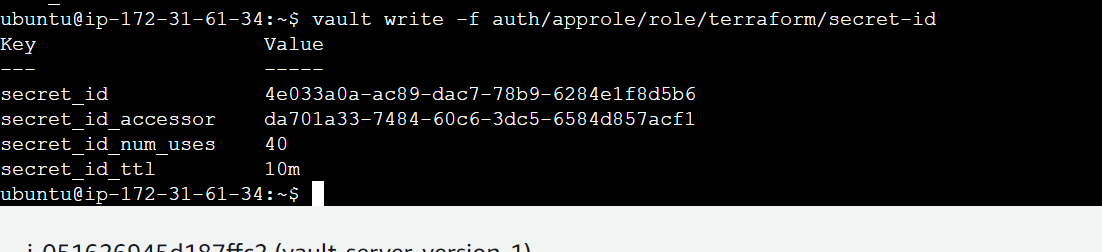 ubuntu@ip-172-31-61-34:~$ vault write -f auth/approle/role/terraform/secret-id
Key Value
--- -----
secret_id 4e033a0a-ac89-dac7-78b9-6284e1f8d5b6
secret_id_accessor da701a33-7484-60c6-3dc5-6584d857acf1
secret_id_num_uses 40
secret_id_ttl 10m
ubuntu@ip-172-31-61-34:~$